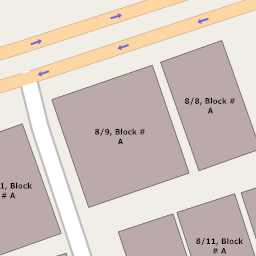 8/8, Block #
A
8/9, Block #
A
1, Block
# A
8/11, Block #
A